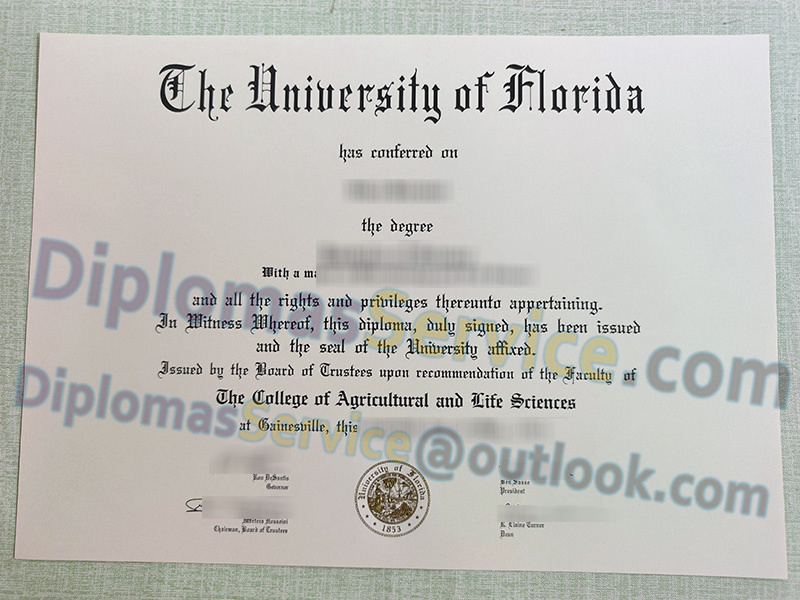 The University of Florida
has conferred on
the degree
With a
and all the rights and privileges thereunto appertaining.
In Witness Whereof, this diploma, duly signed, has been issued
and the seal of the University affixed.
Issued by the Board of Trustees upon recommendation of the Faculty of
The College of Agricultural and Life Sciences
at Gainesville, this
DiplomasService.com
DiplomasService@outlook.com
Ron DeSantis
Governor
Chairman, Board of Trustees
University of Florida
1853
Ben Sasse
President
K. Elaine Turner
Dean